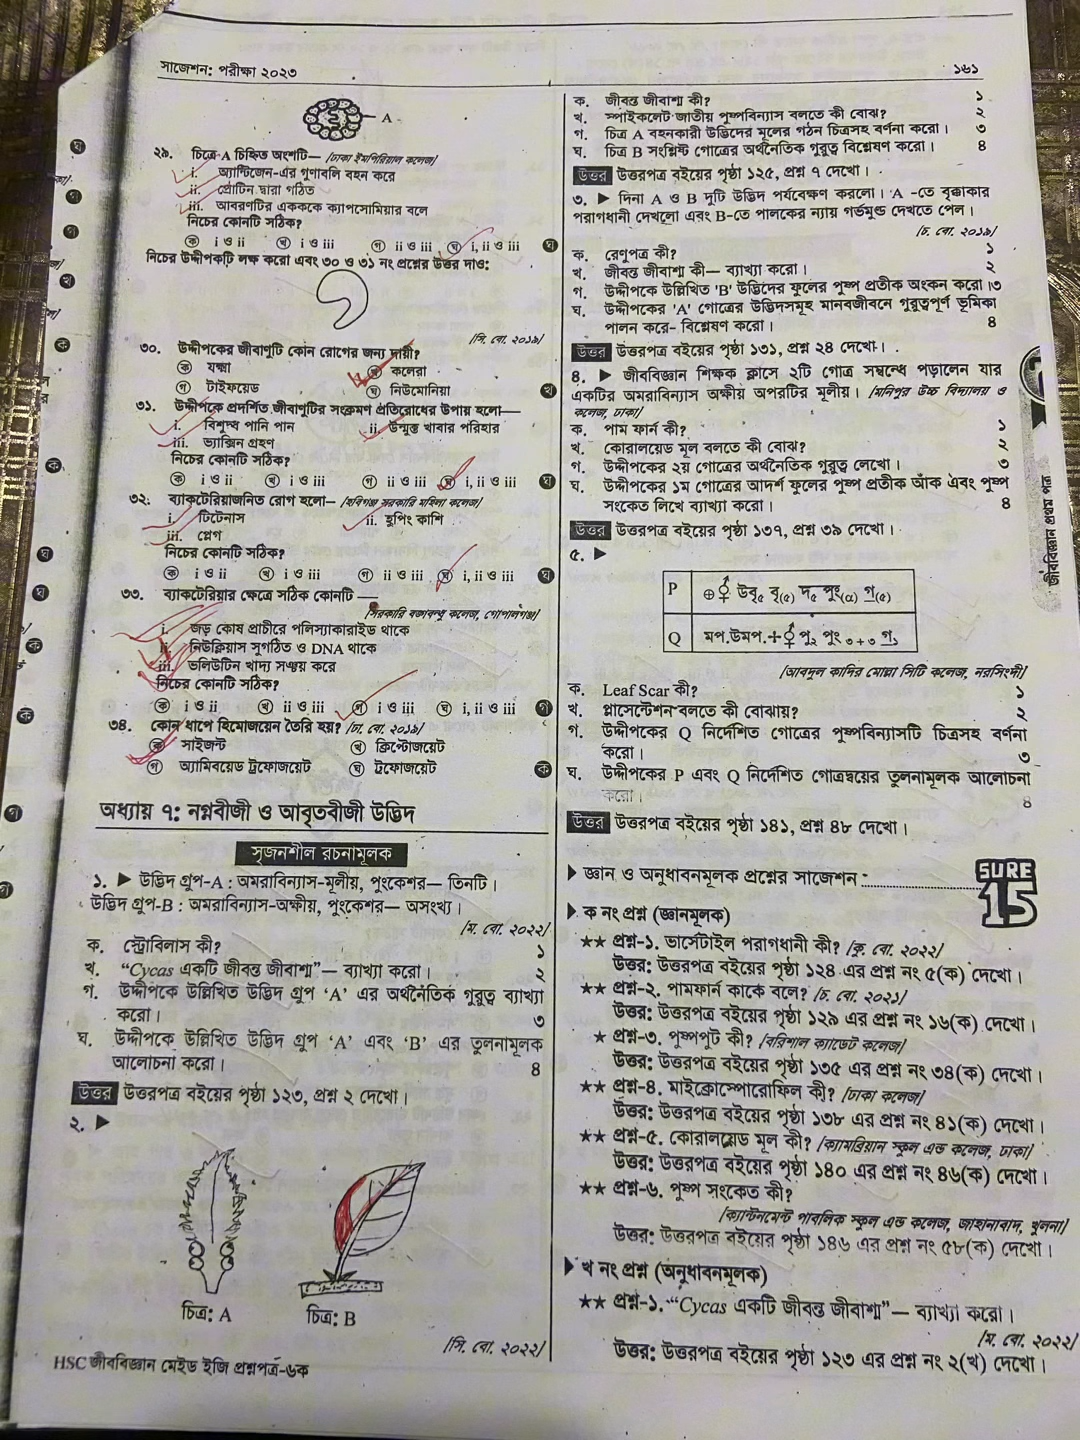 সাজেশন: পরীক্ষা ২০২৩
১৬১
A
২৯. চিত্রে-A চিহ্নিত অংশটি— [ঢাকা ইমপিরিয়াল কলেজ]
i. অ্যান্টিজেন-এর গুণাবলি বহন করে
ii. প্রোটিন দ্বারা গঠিত
iii. আবরণটির একককে ক্যাপসোমিয়ার বলে
নিচের কোনটি সঠিক?
ক i ও ii খ i ও iii গ ii ও iii ঘ i, ii ও iii ঘ
নিচের উদ্দীপকটি লক্ষ করো এবং ৩০ ও ৩১ নং প্রশ্নের উত্তর দাও:
[সি. বো. ২০১৯]
৩০. উদ্দীপকের জীবাণুটি কোন রোগের জন্য দায়ী?
ক যক্ষ্মা খ কলেরা
গ টাইফয়েড ঘ নিউমোনিয়া খ
৩১. উদ্দীপকে প্রদর্শিত জীবাণুটির সংক্রমণ প্রতিরোধের উপায় হলো—
i. বিশুদ্ধ পানি পান ii. উন্মুক্ত খাবার পরিহার
iii. ভ্যাক্সিন গ্রহণ
নিচের কোনটি সঠিক?
ক i ও ii খ i ও iii গ ii ও iii ঘ i, ii ও iii ঘ
৩২. ব্যাকটেরিয়াজনিত রোগ হলো— [হবিগঞ্জ সরকারি মহিলা কলেজ]
i. টিটেনাস ii. হুপিং কাশি
iii. প্লেগ
নিচের কোনটি সঠিক?
ক i ও ii খ i ও iii গ ii ও iii ঘ i, ii ও iii ঘ
৩৩. ব্যাকটেরিয়ার ক্ষেত্রে সঠিক কোনটি —
[সরকারি বঙ্গবন্ধু কলেজ, গোপালগঞ্জ]
i. জড় কোষ প্রাচীরে পলিস্যাকারাইড থাকে
ii. নিউক্লিয়াস সুগঠিত ও DNA থাকে
iii. ভলিউটিন খাদ্য সঞ্চয় করে
নিচের কোনটি সঠিক?
ক i ও ii খ ii ও iii গ i ও iii ঘ i, ii ও iii গ
৩৪. কোন ধাপে হিমোজয়েন তৈরি হয়? [ঢা. বো. ২০১৯]
ক সাইজন্ট খ ক্রিপ্টোজয়েট
গ অ্যামিবয়েড ট্রফোজয়েট ঘ ট্রফোজয়েট ক
অধ্যায় ৭: নগ্নবীজী ও আবৃতবীজী উদ্ভিদ
সৃজনশীল রচনামূলক
১. ▶ উদ্ভিদ গ্রুপ-A : অমরাবিন্যাস-মূলীয়, পুংকেশর— তিনটি।
উদ্ভিদ গ্রুপ-B : অমরাবিন্যাস-অক্ষীয়, পুংকেশর— অসংখ্য।
[ম. বো. ২০২২]
ক. স্ট্রোবিলাস কী? ১
খ. “Cycas একটি জীবন্ত জীবাশ্ম”— ব্যাখ্যা করো। ২
গ. উদ্দীপকে উল্লিখিত উদ্ভিদ গ্রুপ ‘A’ এর অর্থনৈতিক গুরুত্ব ব্যাখ্যা
করো। ৩
ঘ. উদ্দীপকে উল্লিখিত উদ্ভিদ গ্রুপ ‘A’ এবং ‘B’ এর তুলনামূলক
আলোচনা করো। ৪
উত্তর উত্তরপত্র বইয়ের পৃষ্ঠা ১২৩, প্রশ্ন ২ দেখো।
২. ▶
চিত্র: A চিত্র: B
[সি. বো. ২০২২]
HSC জীববিজ্ঞান মেইড ইজি প্রশ্নপত্র-৬ক
ক. জীবন্ত জীবাশ্ম কী? ১
খ. স্পাইকলেট জাতীয় পুষ্পবিন্যাস বলতে কী বোঝ? ২
গ. চিত্র A বহনকারী উদ্ভিদের মূলের গঠন চিত্রসহ বর্ণনা করো। ৩
ঘ. চিত্র B সংশ্লিষ্ট গোত্রের অর্থনৈতিক গুরুত্ব বিশ্লেষণ করো। ৪
উত্তর উত্তরপত্র বইয়ের পৃষ্ঠা ১২৫, প্রশ্ন ৭ দেখো।
৩. ▶ দিনা A ও B দুটি উদ্ভিদ পর্যবেক্ষণ করলো। ‘A’ -তে বৃক্কাকার
পরাগধানী দেখলো এবং B-তে পালকের ন্যায় গর্ভমুণ্ড দেখতে পেল।
[চ. বো. ২০১৯]
ক. রেণুপত্র কী? ১
খ. জীবন্ত জীবাশ্ম কী— ব্যাখ্যা করো। ২
গ. উদ্দীপকে উল্লিখিত ‘B’ উদ্ভিদের ফুলের পুষ্প প্রতীক অংকন করো।৩
ঘ. উদ্দীপকের ‘A’ গোত্রের উদ্ভিদসমূহ মানবজীবনে গুরুত্বপূর্ণ ভূমিকা
পালন করে- বিশ্লেষণ করো। ৪
উত্তর উত্তরপত্র বইয়ের পৃষ্ঠা ১৩১, প্রশ্ন ২৪ দেখো।
৪. ▶ জীববিজ্ঞান শিক্ষক ক্লাসে ২টি গোত্র সম্বন্ধে পড়ালেন যার
একটির অমরাবিন্যাস অক্ষীয় অপরটির মূলীয়। [মনিপুর উচ্চ বিদ্যালয় ও
কলেজ, ঢাকা]
ক. পাম ফার্ন কী? ১
খ. কোরালয়েড মূল বলতে কী বোঝ? ২
গ. উদ্দীপকের ২য় গোত্রের অর্থনৈতিক গুরুত্ব লেখো। ৩
ঘ. উদ্দীপকের ১ম গোত্রের আদর্শ ফুলের পুষ্প প্রতীক আঁক এবং পুষ্প
সংকেত লিখে ব্যাখ্যা করো। ৪
উত্তর উত্তরপত্র বইয়ের পৃষ্ঠা ১৩৭, প্রশ্ন ৩৯ দেখো।
৫. ▶
P ⊕ ⚥ উবৃ৫ বৃ(৫) দ৫ পুং(α) গ(৫)
Q মপ.উমপ.+⚥ পু২ পুং ৩+৩ গ১
[আবদুল কাদির মোল্লা সিটি কলেজ, নরসিংদী]
ক. Leaf Scar কী? ১
খ. প্লাসেন্টেশন বলতে কী বোঝায়? ২
গ. উদ্দীপকের Q নির্দেশিত গোত্রের পুষ্পবিন্যাসটি চিত্রসহ বর্ণনা
করো। ৩
ঘ. উদ্দীপকের P এবং Q নির্দেশিত গোত্রদ্বয়ের তুলনামূলক আলোচনা
করো। ৪
উত্তর উত্তরপত্র বইয়ের পৃষ্ঠা ১৪১, প্রশ্ন ৪৮ দেখো।
▶ জ্ঞান ও অনুধাবনমূলক প্রশ্নের সাজেশন :
SURE
15
▶ ক নং প্রশ্ন (জ্ঞানমূলক)
★★ প্রশ্ন-১. ভার্সেটাইল পরাগধানী কী? [কু. বো. ২০২২]
উত্তর: উত্তরপত্র বইয়ের পৃষ্ঠা ১২৪ এর প্রশ্ন নং ৫(ক) দেখো।
★★ প্রশ্ন-২. পামফার্ন কাকে বলে? [চ. বো. ২০২১]
উত্তর: উত্তরপত্র বইয়ের পৃষ্ঠা ১২৯ এর প্রশ্ন নং ১৬(ক) দেখো।
★ প্রশ্ন-৩. পুষ্পপুট কী? [বরিশাল ক্যাডেট কলেজ]
উত্তর: উত্তরপত্র বইয়ের পৃষ্ঠা ১৩৫ এর প্রশ্ন নং ৩৪(ক) দেখো।
★★ প্রশ্ন-৪. মাইক্রোস্পোরোফিল কী? [ঢাকা কলেজ]
উত্তর: উত্তরপত্র বইয়ের পৃষ্ঠা ১৩৮ এর প্রশ্ন নং ৪১(ক) দেখো।
★★ প্রশ্ন-৫. কোরালয়েড মূল কী? [ক্যামব্রিয়ান স্কুল এন্ড কলেজ, ঢাকা]
উত্তর: উত্তরপত্র বইয়ের পৃষ্ঠা ১৪০ এর প্রশ্ন নং ৪৬(ক) দেখো।
★★ প্রশ্ন-৬. পুষ্প সংকেত কী?
[ক্যান্টনমেন্ট পাবলিক স্কুল এন্ড কলেজ, জাহানাবাদ, খুলনা]
উত্তর: উত্তরপত্র বইয়ের পৃষ্ঠা ১৪৬ এর প্রশ্ন নং ৫৮(ক) দেখো।
▶ খ নং প্রশ্ন (অনুধাবনমূলক)
★★ প্রশ্ন-১. “Cycas একটি জীবন্ত জীবাশ্ম”— ব্যাখ্যা করো।
[ম. বো. ২০২২]
উত্তর: উত্তরপত্র বইয়ের পৃষ্ঠা ১২৩ এর প্রশ্ন নং ২(খ) দেখো।
জীববিজ্ঞান প্রথম পত্র